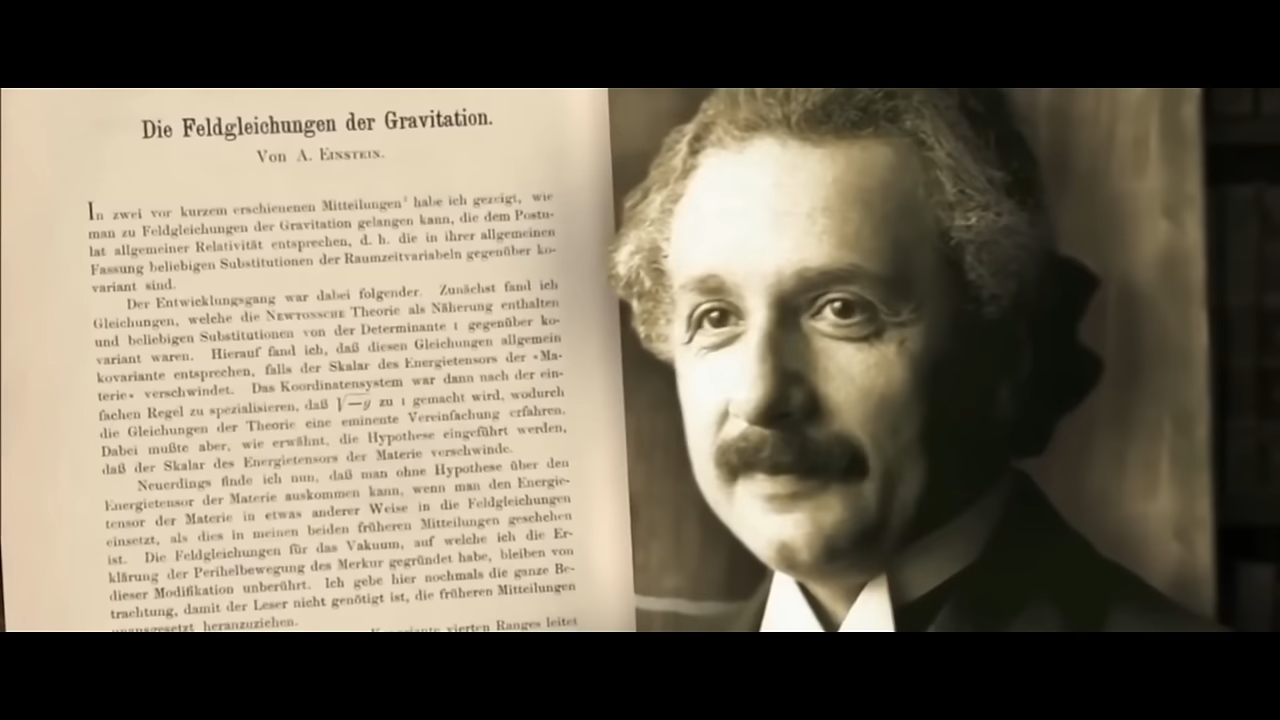 Die Feldgleichungen der Gravitation.
Von A. Einstein.
In zwei vor kurzem erschienenen Mitteilungen¹ habe ich gezeigt, wie
man zu Feldgleichungen der Gravitation gelangen kann, die dem Postu-
lat allgemeiner Relativität entsprechen, d. h. die in ihrer allgemeinen
Fassung beliebigen Substitutionen der Raumzeitvariabeln gegenüber ko-
variant sind.
Der Entwicklungsgang war dabei folgender. Zunächst fand ich
Gleichungen, welche die Newtonsche Theorie als Näherung enthalten
und beliebigen Substitutionen von der Determinante 1 gegenüber ko-
variant waren. Hierauf fand ich, daß diesen Gleichungen allgemein
kovariante entsprechen, falls der Skalar des Energietensors der »Ma-
terie« verschwindet. Das Koordinatensystem war dann nach der ein-
fachen Regel zu spezialisieren, daß √−g zu 1 gemacht wird, wodurch
die Gleichungen der Theorie eine eminente Vereinfachung erfahren.
Dabei mußte aber, wie erwähnt, die Hypothese eingeführt werden,
daß der Skalar des Energietensors der Materie verschwinde.
Neuerdings finde ich nun, daß man ohne Hypothese über den
Energietensor der Materie auskommen kann, wenn man den Energie-
tensor der Materie in etwas anderer Weise in die Feldgleichungen
einsetzt, als dies in meinen beiden früheren Mitteilungen geschehen
ist. Die Feldgleichungen für das Vakuum, auf welche ich die Er-
klärung der Perihelbewegung des Merkur gegründet habe, bleiben von
dieser Modifikation unberührt. Ich gebe hier nochmals die ganze Be-
trachtung, damit der Leser nicht genötigt ist, die früheren Mitteilungen
unausgesetzt heranzuziehen.
vierten Ranges leitet